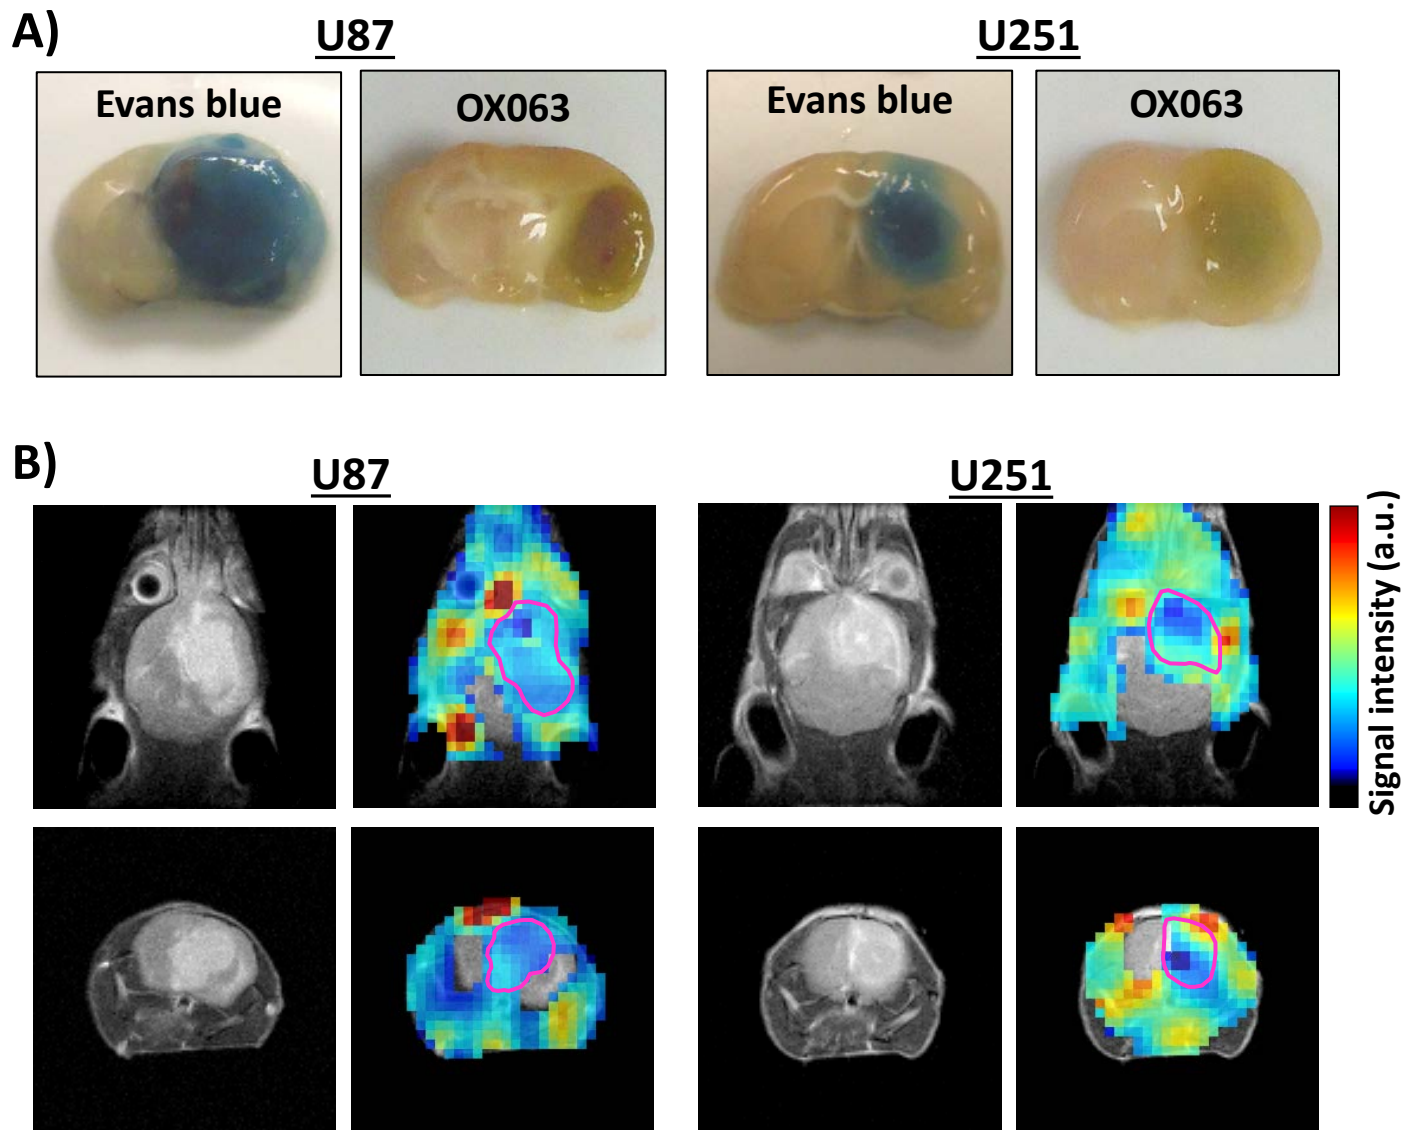 A)
U87
U251
Evans blue
OX063
Evans blue
OX063
B)
U87
U251
Signal intensity (a.u.)